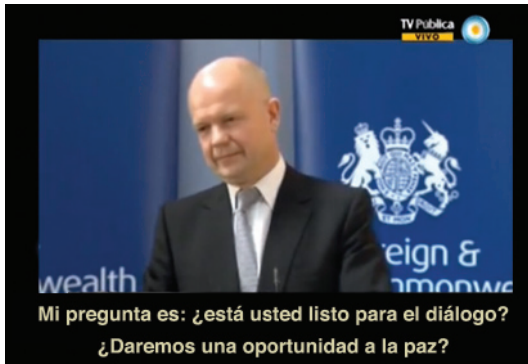 TV Pública
VIVO
eign &
wealth
mmonwe
Mi pregunta es: ¿está usted listo para el diálogo?
¿Daremos una oportunidad a la paz?